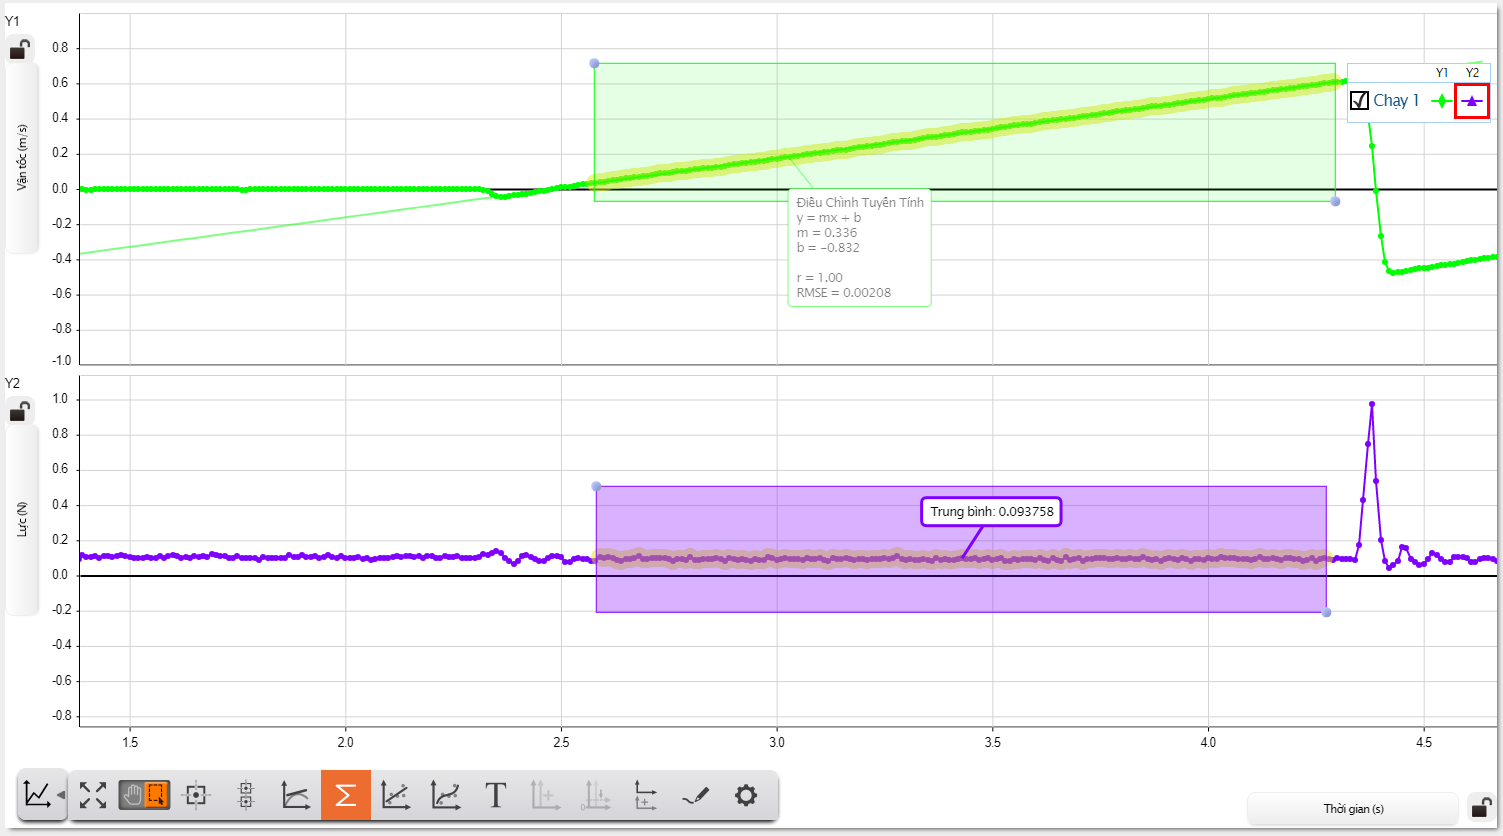 Y1
0.8
0.6
0.4
0.2
0.0
-0.2
-0.4
-0.6
-0.8
-1.0
Vận tốc (m/s)
Y1 Y2
Chạy 1
Điều Chỉnh Tuyến Tính
y = mx + b
m = 0.336
b = −0.832
r = 1.00
RMSE = 0.00208
Y2
1.0
0.8
0.6
0.4
0.2
0.0
-0.2
-0.4
-0.6
-0.8
Lực (N)
Trung bình: 0.093758
1.5 2.0 2.5 3.0 3.5 4.0 4.5
Σ T
Thời gian (s)